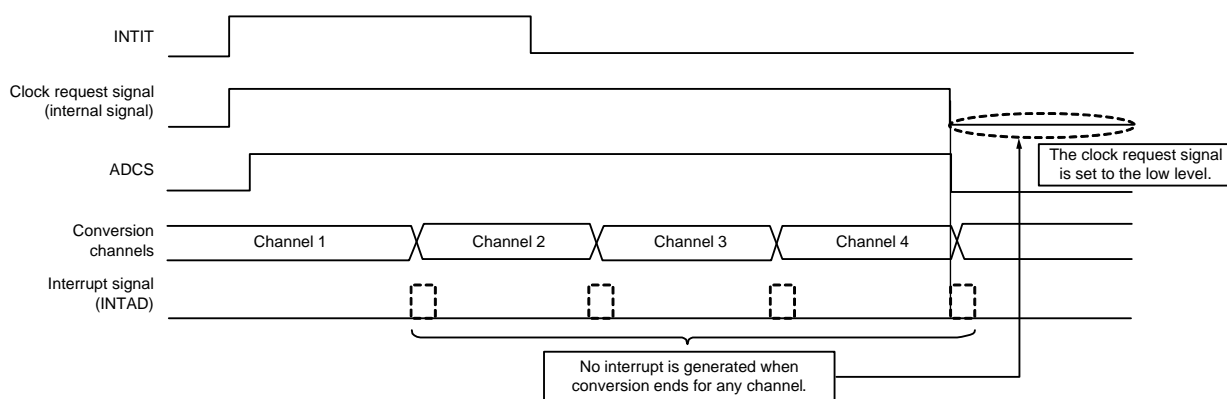 INTIT
Clock request signal
(internal signal)
The clock request signal
is set to the low level.
ADCS
Conversion
channels
Channel 1
Channel 2
Channel 3
Channel 4
Interrupt signal
(INTAD)
No interrupt is generated when
conversion ends for any channel.